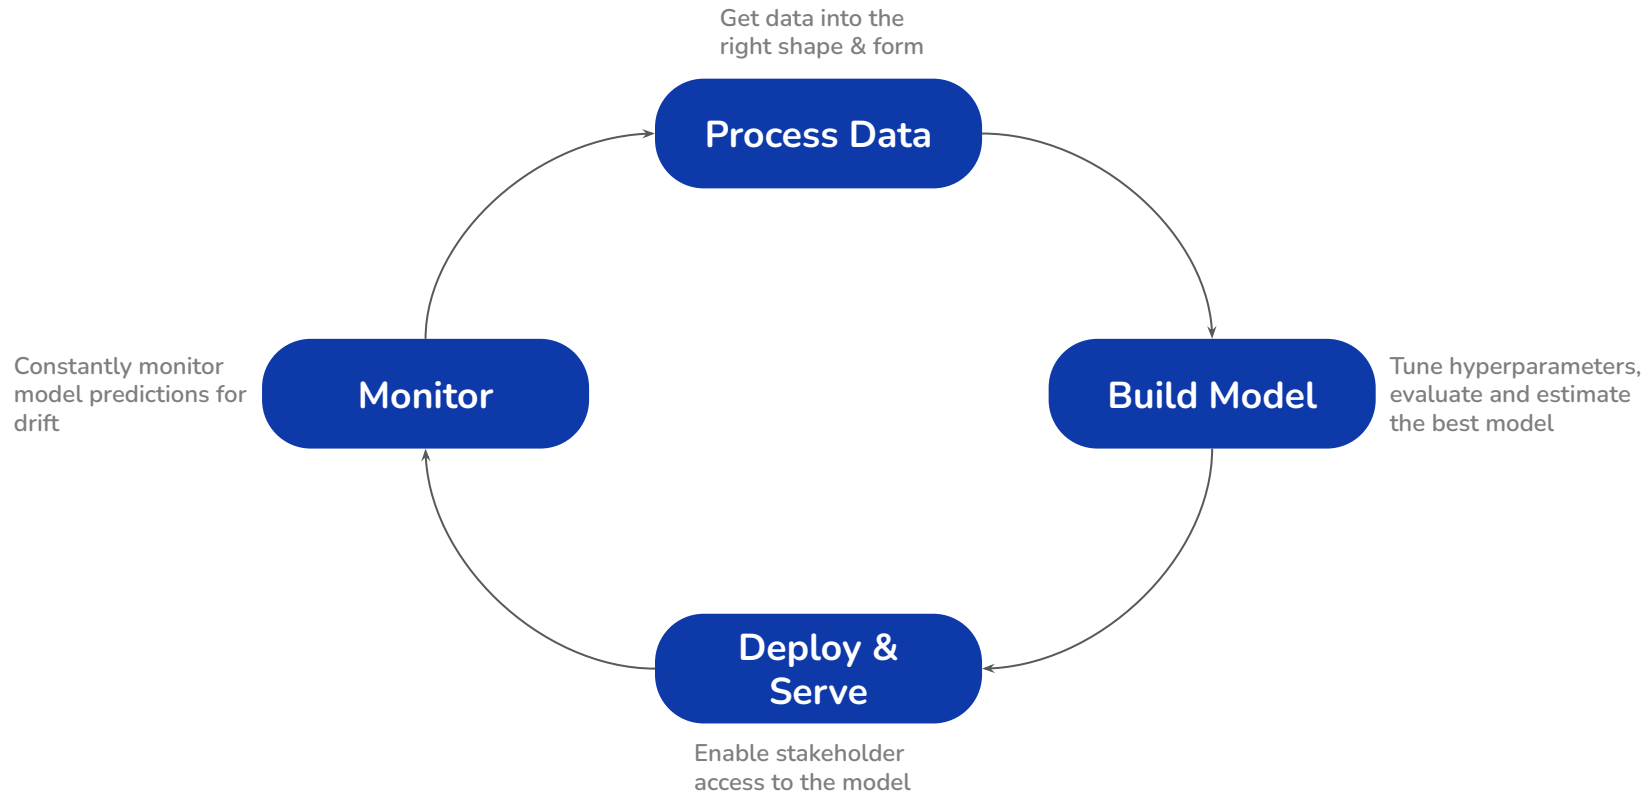 Get data into the
right shape & form
Process Data
Constantly monitor
model predictions for
drift
Monitor
Build Model
Tune hyperparameters,
evaluate and estimate
the best model
Deploy &
Serve
Enable stakeholder
access to the model